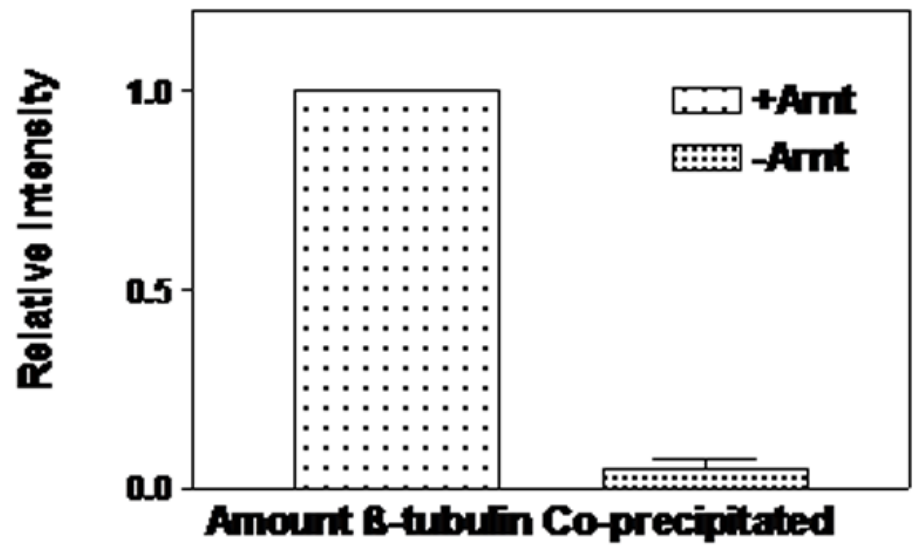 Relative Intensity
1.0
0.5
0.0
+Arnt
-Arnt
Amount ß-tubulin Co-precipitated